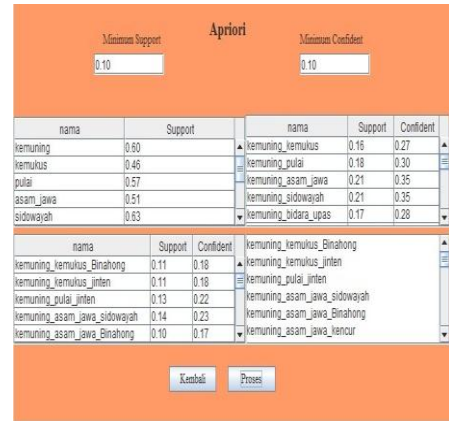 Apriori
Minimum Support
Minimum Confident
0.10
0.10
nama Support
kemuning 0.60
kemukus 0.46
pulai 0.57
asam_jawa 0.51
sidowayah 0.63
nama Support Confident
kemuning_kemukus 0.16 0.27
kemuning_pulai 0.18 0.30
kemuning_asam_jawa 0.21 0.35
kemuning_sidowayah 0.21 0.35
kemuning_bidara_upas 0.17 0.28
nama Support Confident
kemuning_kemukus_Binahong 0.11 0.18
kemuning_kemukus_jinten 0.11 0.18
kemuning_pulai_jinten 0.13 0.22
kemuning_asam_jawa_sidowayah 0.14 0.23
kemuning_asam_jawa_Binahong 0.10 0.17
kemuning_kemukus_Binahong
kemuning_kemukus_jinten
kemuning_pulai_jinten
kemuning_asam_jawa_sidowayah
kemuning_asam_jawa_Binahong
kemuning_asam_jawa_kencur
Kembali
Proses